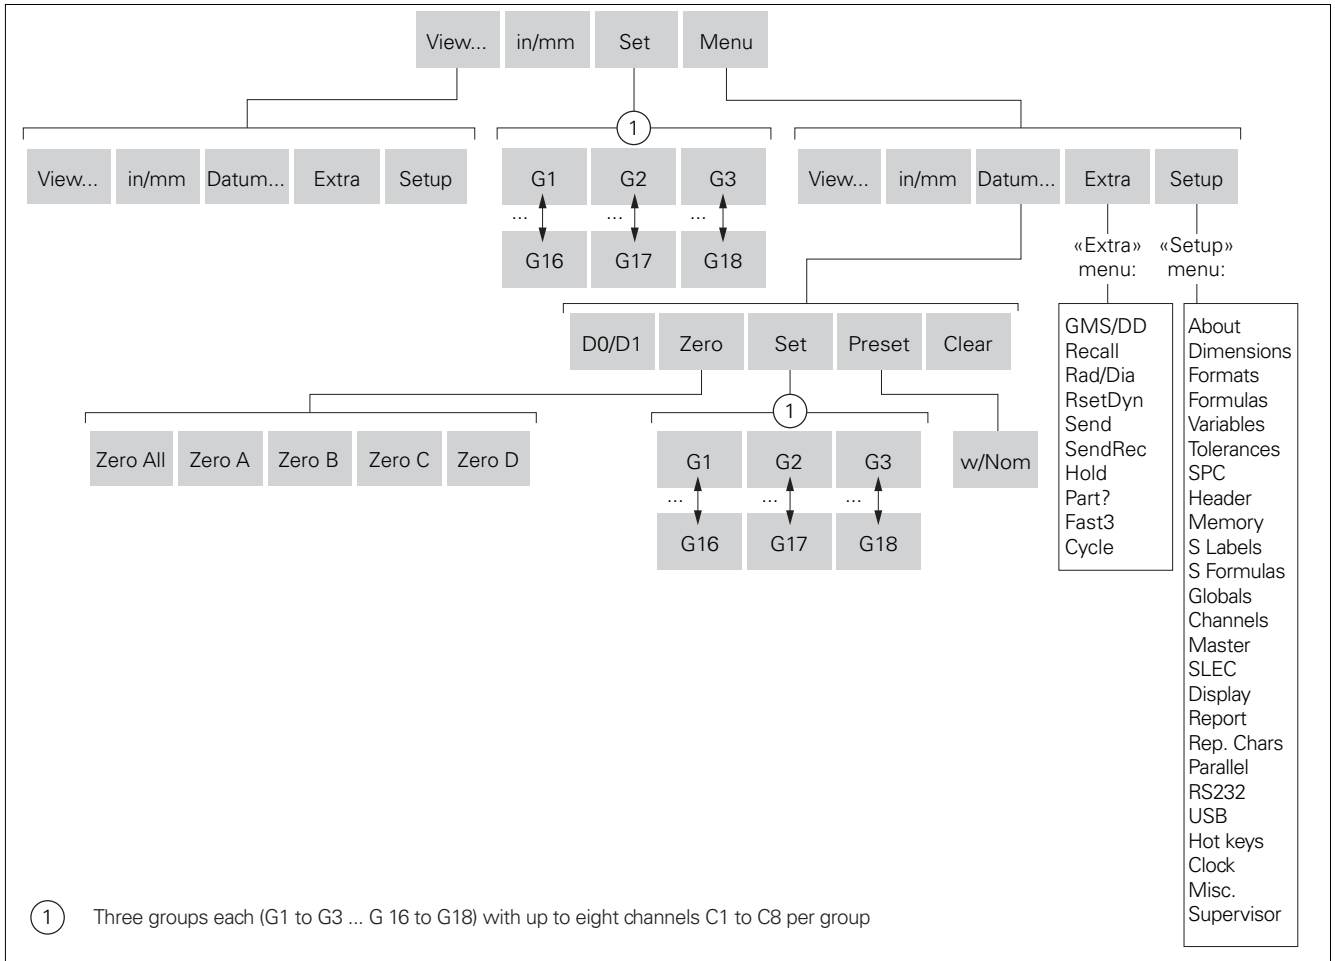 View... in/mm Set Menu
1
View... in/mm Datum... Extra Setup
G1 G2 G3
... ... ...
G16 G17 G18
View... in/mm Datum... Extra Setup
«Extra»
menu:
«Setup»
menu:
D0/D1 Zero Set Preset Clear
1
Zero All Zero A Zero B Zero C Zero D
G1 G2 G3
... ... ...
G16 G17 G18
w/Nom
GMS/DD
Recall
Rad/Dia
RsetDyn
Send
SendRec
Hold
Part?
Fast3
Cycle
About
Dimensions
Formats
Formulas
Variables
Tolerances
SPC
Header
Memory
S Labels
S Formulas
Globals
Channels
Master
SLEC
Display
Report
Rep. Chars
Parallel
RS232
USB
Hot keys
Clock
Misc.
Supervisor
1 Three groups each (G1 to G3 ... G 16 to G18) with up to eight channels C1 to C8 per group